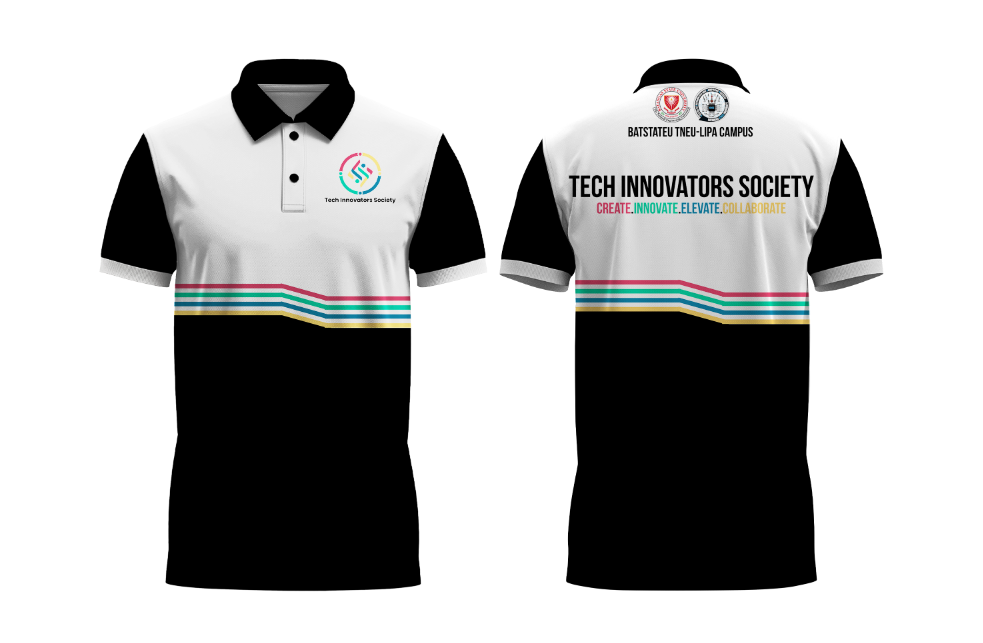 Tech Innovators Society
BATSTATEU TNEU-LIPA CAMPUS
TECH INNOVATORS SOCIETY
CREATE.INNOVATE.ELEVATE.COLLABORATE